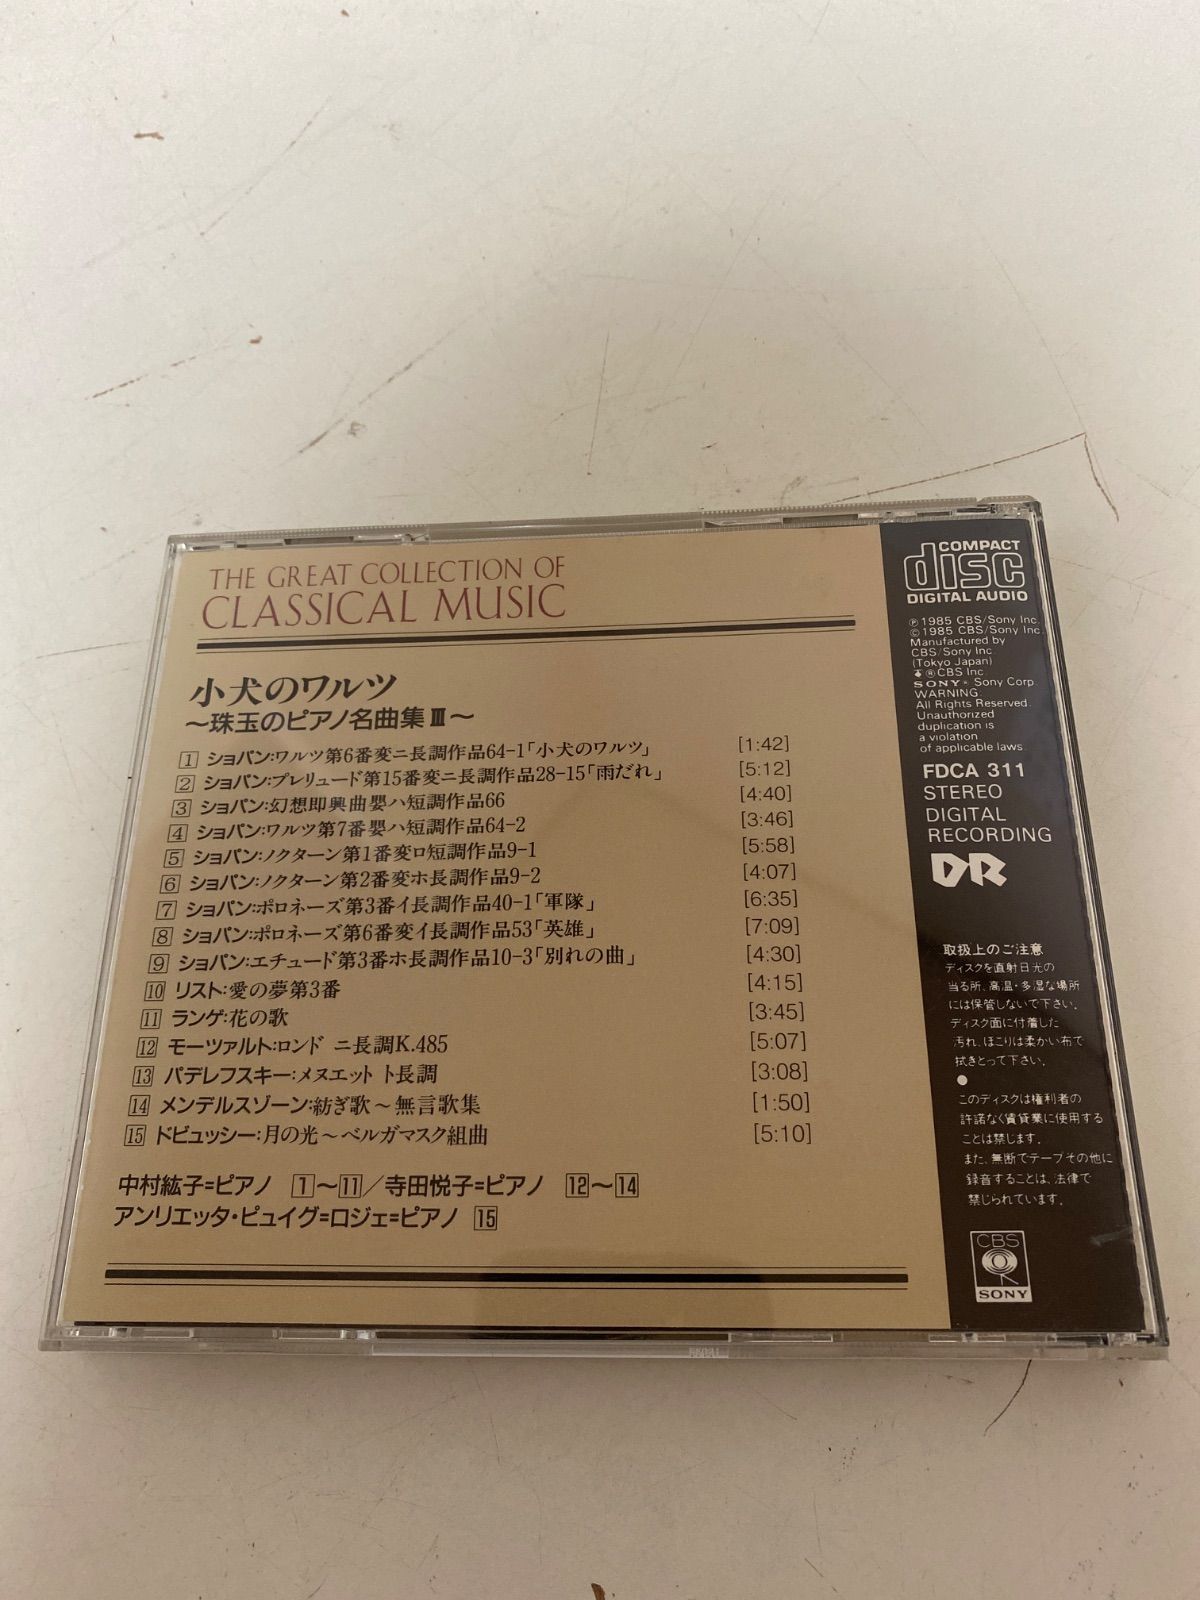 THE GREAT COLLECTION OF
CLASSICAL MUSIC
小犬のワルツ
〜珠玉のピアノ名曲集Ⅲ〜
1 ショパン:ワルツ第6番変ニ長調作品64-1「小犬のワルツ」 [1:42]
2 ショパン:プレリュード第15番変ニ長調作品28-15「雨だれ」 [5:12]
3 ショパン:幻想即興曲嬰ハ短調作品66 [4:40]
4 ショパン:ワルツ第7番嬰ハ短調作品64-2 [3:46]
5 ショパン:ノクターン第1番変ロ短調作品9-1 [5:58]
6 ショパン:ノクターン第2番変ホ長調作品9-2 [4:07]
7 ショパン:ポロネーズ第3番イ長調作品40-1「軍隊」 [6:35]
8 ショパン:ポロネーズ第6番変イ長調作品53「英雄」 [7:09]
9 ショパン:エチュード第3番ホ長調作品10-3「別れの曲」 [4:30]
10 リスト:愛の夢第3番 [4:15]
11 ランゲ:花の歌 [3:45]
12 モーツァルト:ロンド ニ長調K.485 [5:07]
13 パデレフスキー:メヌエット ト長調 [3:08]
14 メンデルスゾーン:紡ぎ歌〜無言歌集 [1:50]
15 ドビュッシー:月の光〜ベルガマスク組曲 [5:10]
中村紘子=ピアノ 1〜11/寺田悦子=ピアノ 12〜14
アンリエッタ・ピュイグ=ロジェ=ピアノ 15
COMPACT
disc
DIGITAL AUDIO
℗ 1985 CBS/Sony Inc.
© 1985 CBS/Sony Inc.
Manufactured by
CBS/Sony Inc.
(Tokyo Japan)
® CBS Inc.
SONY® Sony Corp.
WARNING:
All Rights Reserved.
Unauthorized
duplication is
a violation
of applicable laws.
FDCA 311
STEREO
DIGITAL
RECORDING
DR
取扱上のご注意
ディスクを直射日光の
当る所、高温・多湿な場所
には保管しないで下さい。
ディスク面に付着した
汚れ、ほこりは柔かい布で
拭きとって下さい。
●
このディスクは権利者の
許諾なく賃貸業に使用する
ことは禁じます。
また、無断でテープその他に
録音することは、法律で
禁じられています。
CBS
SONY